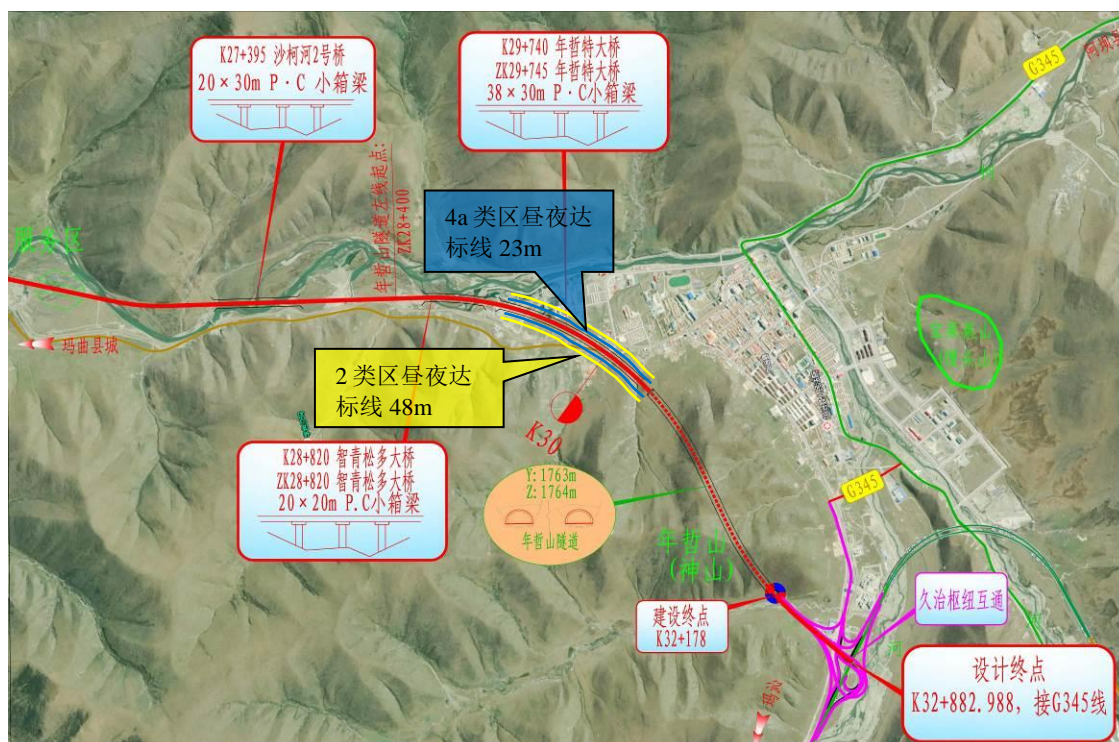 K27+395 沙柯河2号桥
20×30m P·C 小箱梁
K29+740 年哲特大桥
ZK29+745 年哲特大桥
38×30m P·C小箱梁
G345
年哲山隧道左线起点:
ZK28+400
4a 类区昼夜达
标线 23m
服务区
玛曲县城
2 类区昼夜达
标线 48m
K30
K28+820 智青松多大桥
ZK28+820 智青松多大桥
20×20m P.C小箱梁
Y: 1763m
Z: 1764m
年哲山隧道
年哲山
(神山)
G345
建设终点
K32+178
久治枢纽互通
河
玛沁
设计终点
K32+882.988, 接G345线